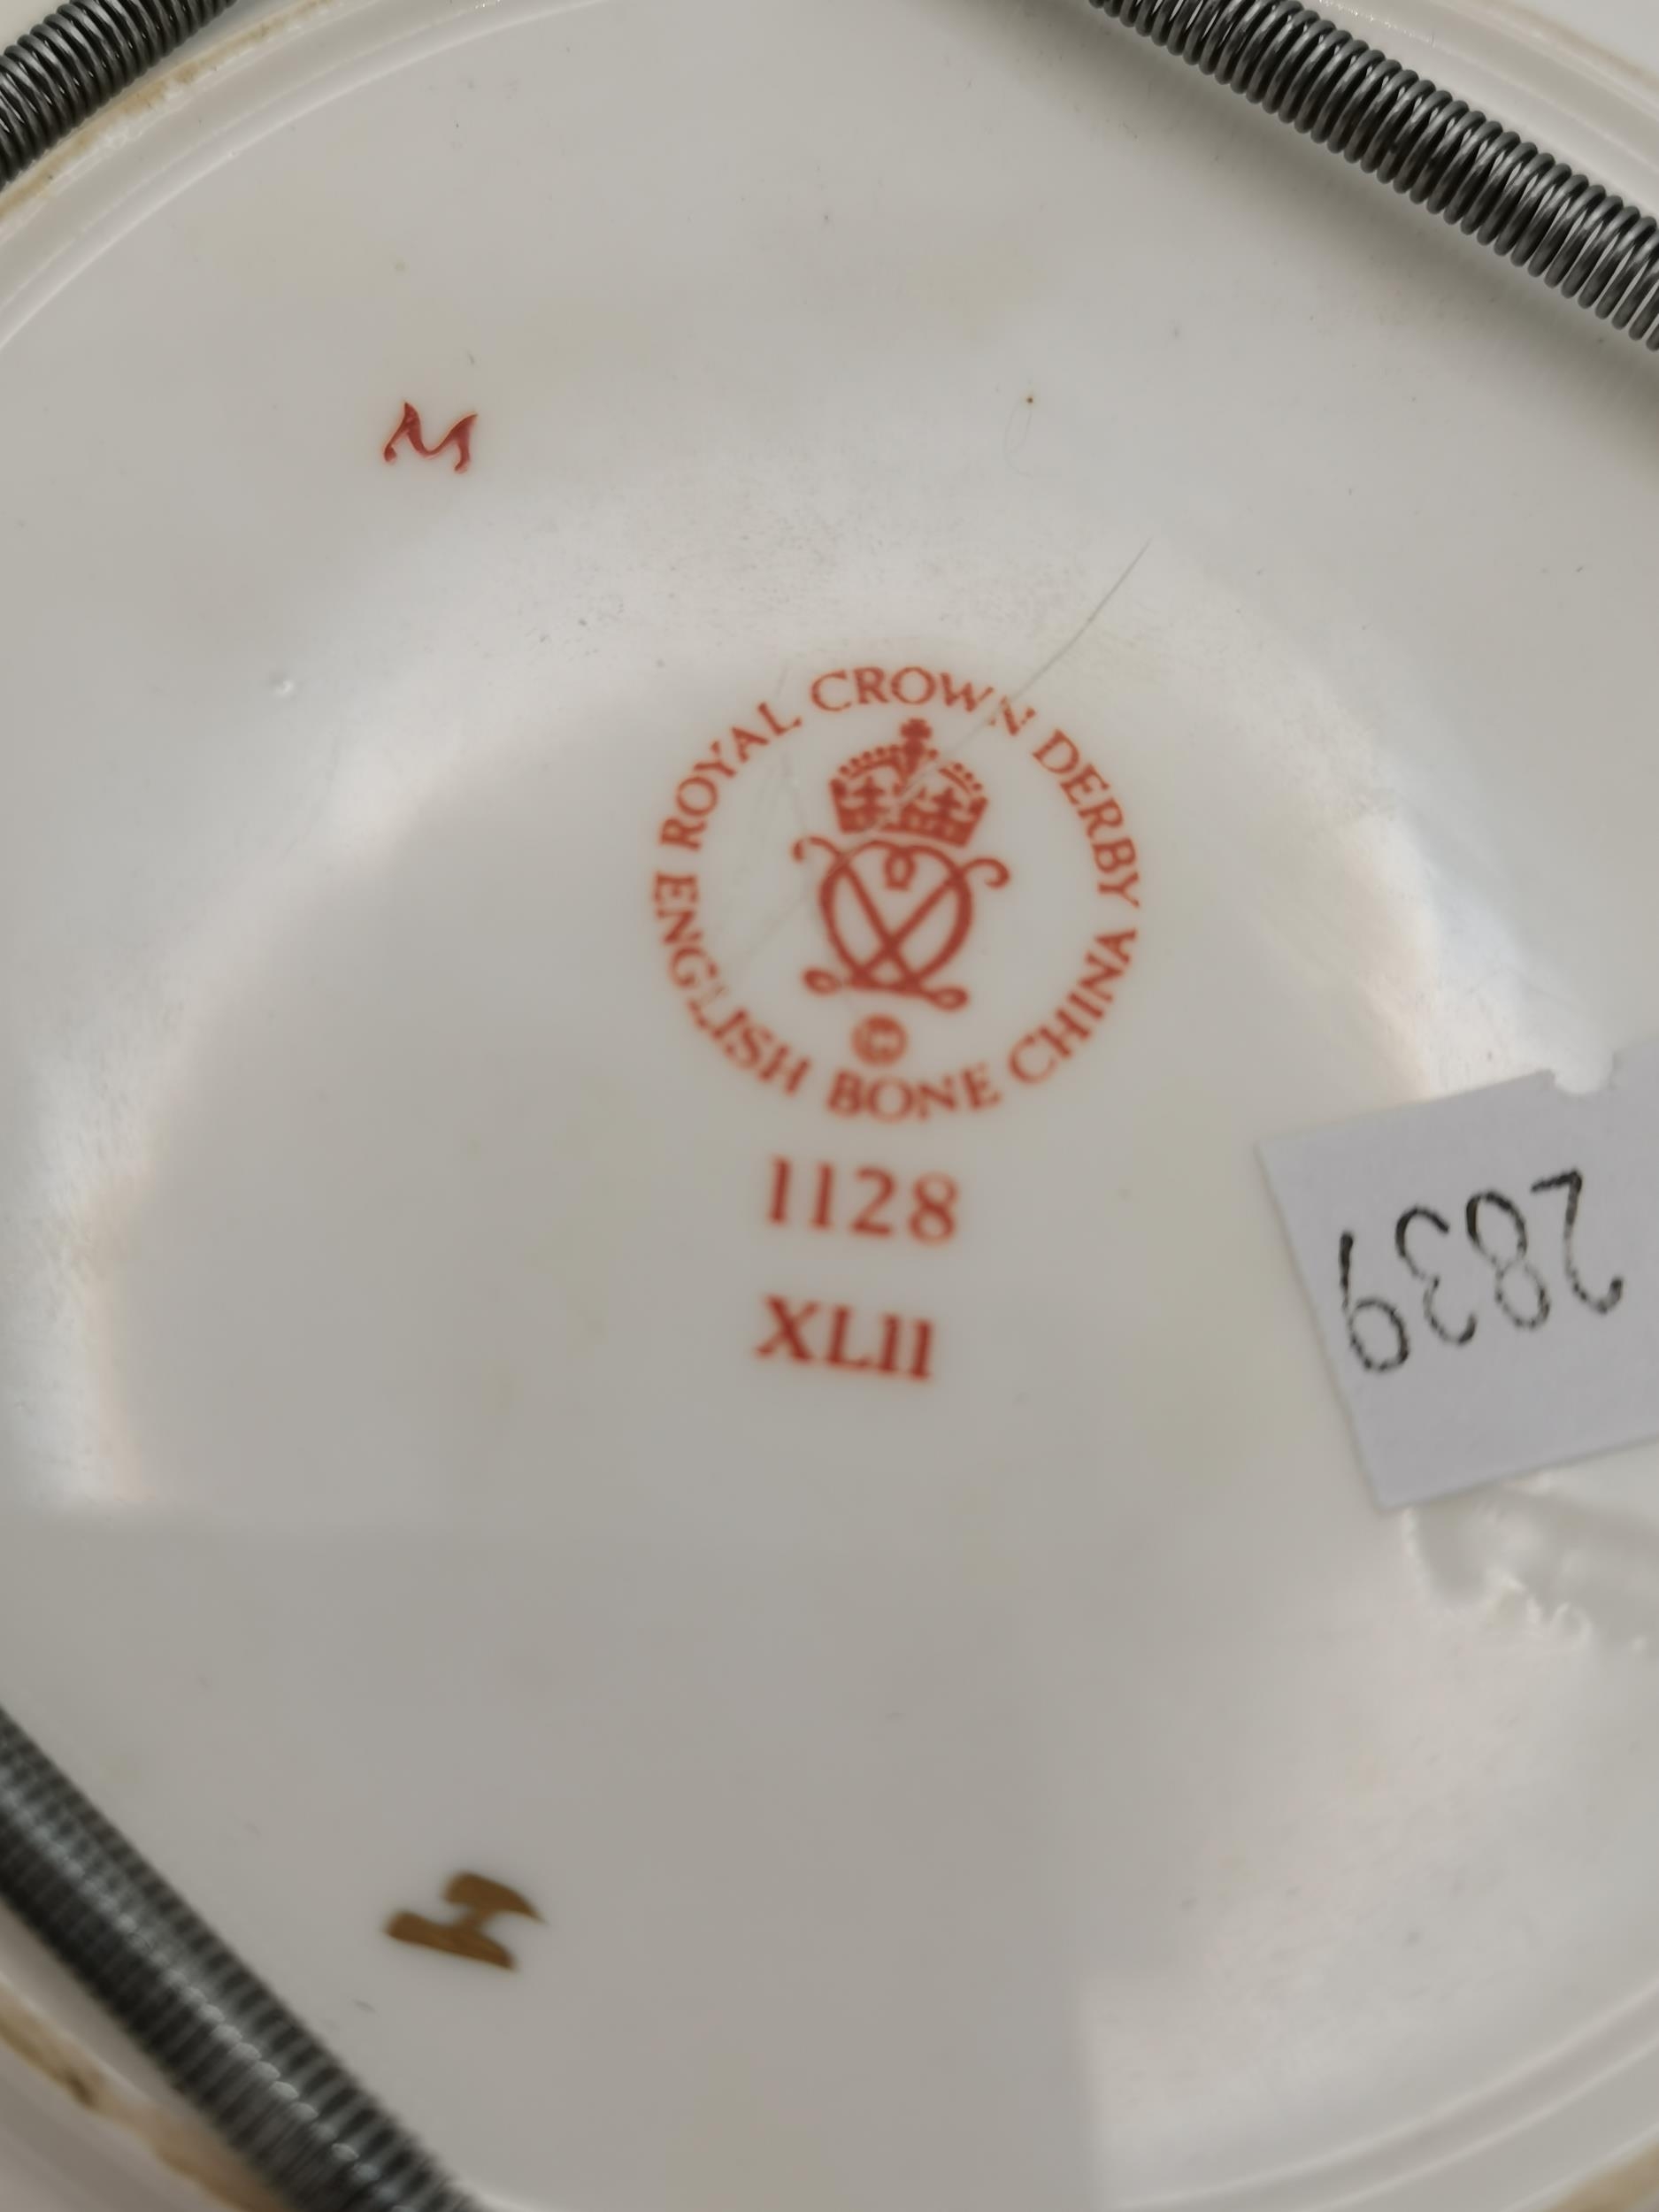 M
ROYAL CROWN DERBY
ENGLISH BONE CHINA
©
1128
XLII
2839
H